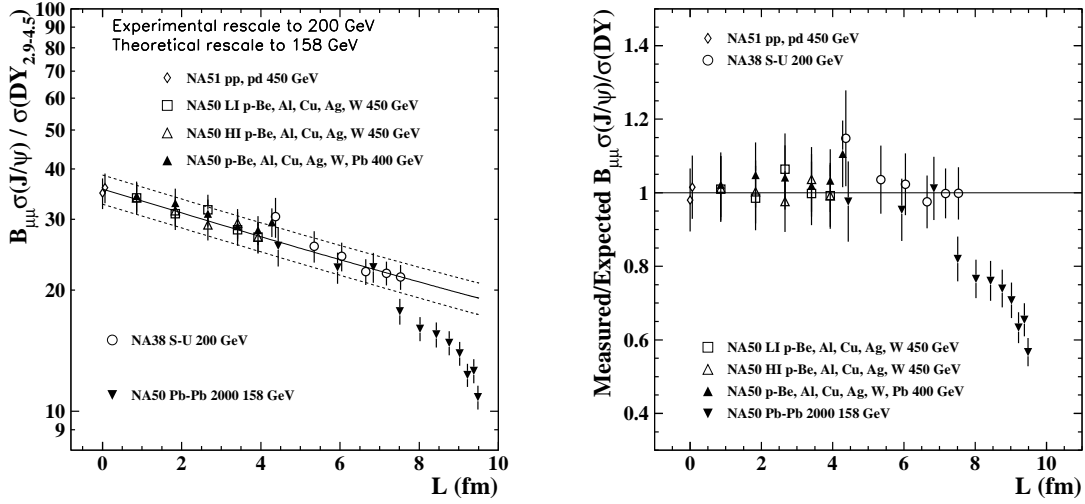 Experimental rescale to 200 GeV
Theoretical rescale to 158 GeV
NA51 pp, pd 450 GeV
NA50 LI p-Be, Al, Cu, Ag, W 450 GeV
NA50 HI p-Be, Al, Cu, Ag, W 450 GeV
NA50 p-Be, Al, Cu, Ag, W, Pb 400 GeV
NA38 S-U 200 GeV
NA50 Pb-Pb 2000 158 GeV
B_μμσ(J/ψ) / σ(DY_2.9-4.5)
100
90
80
70
60
50
40
30
20
10
9
0 2 4 6 8 10
L (fm)
NA51 pp, pd 450 GeV
NA38 S-U 200 GeV
NA50 LI p-Be, Al, Cu, Ag, W 450 GeV
NA50 HI p-Be, Al, Cu, Ag, W 450 GeV
NA50 p-Be, Al, Cu, Ag, W, Pb 400 GeV
NA50 Pb-Pb 2000 158 GeV
Measured/Expected B_μμσ(J/ψ)/σ(DY)
1.4
1.2
1
0.8
0.6
0.4
0 2 4 6 8 10
L (fm)